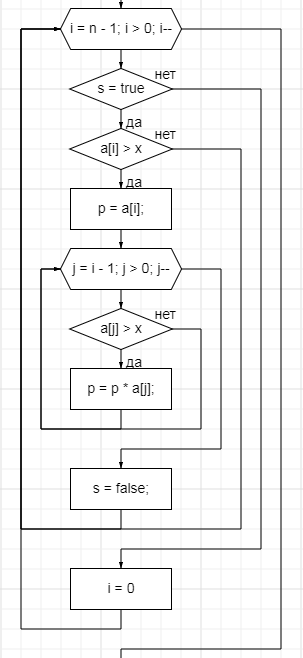 i = n - 1; i > 0; i--
нет
s = true
да
нет
a[i] > x
да
p = a[i];
j = i - 1; j > 0; j--
нет
a[j] > x
да
p = p * a[j];
s = false;
i = 0